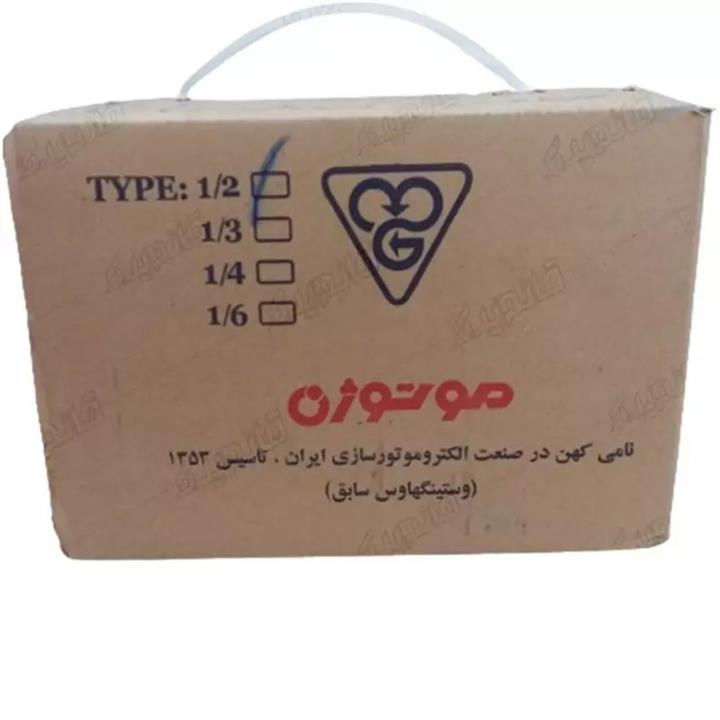 TYPE: 1/2
1/3
1/4
1/6
موتوژن
نامی کهن در صنعت الکتروموتورسازی ایران ، تاسیس ۱۳۵۳
(وستینگهاوس سابق)